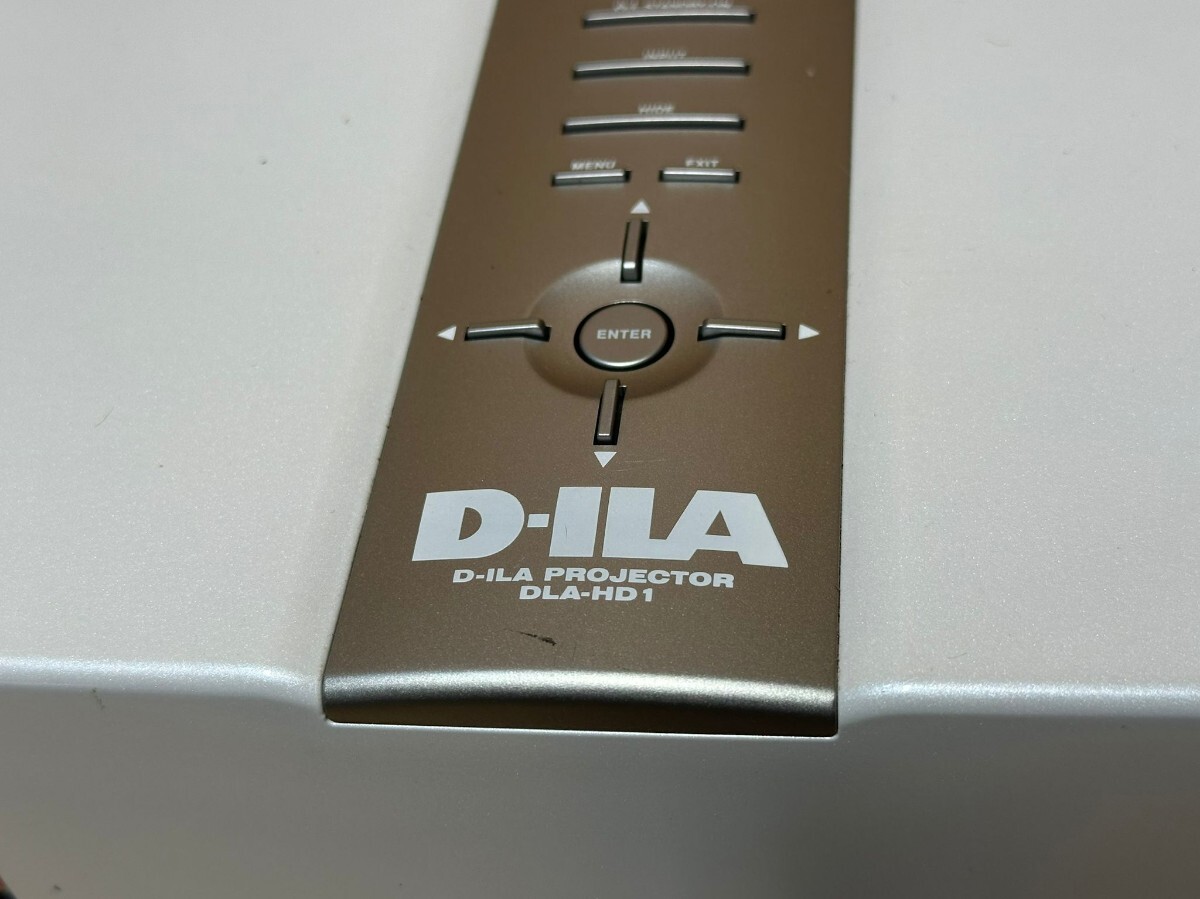 MENU EXIT
ENTER
D-ILA
D-ILA PROJECTOR
DLA-HD1